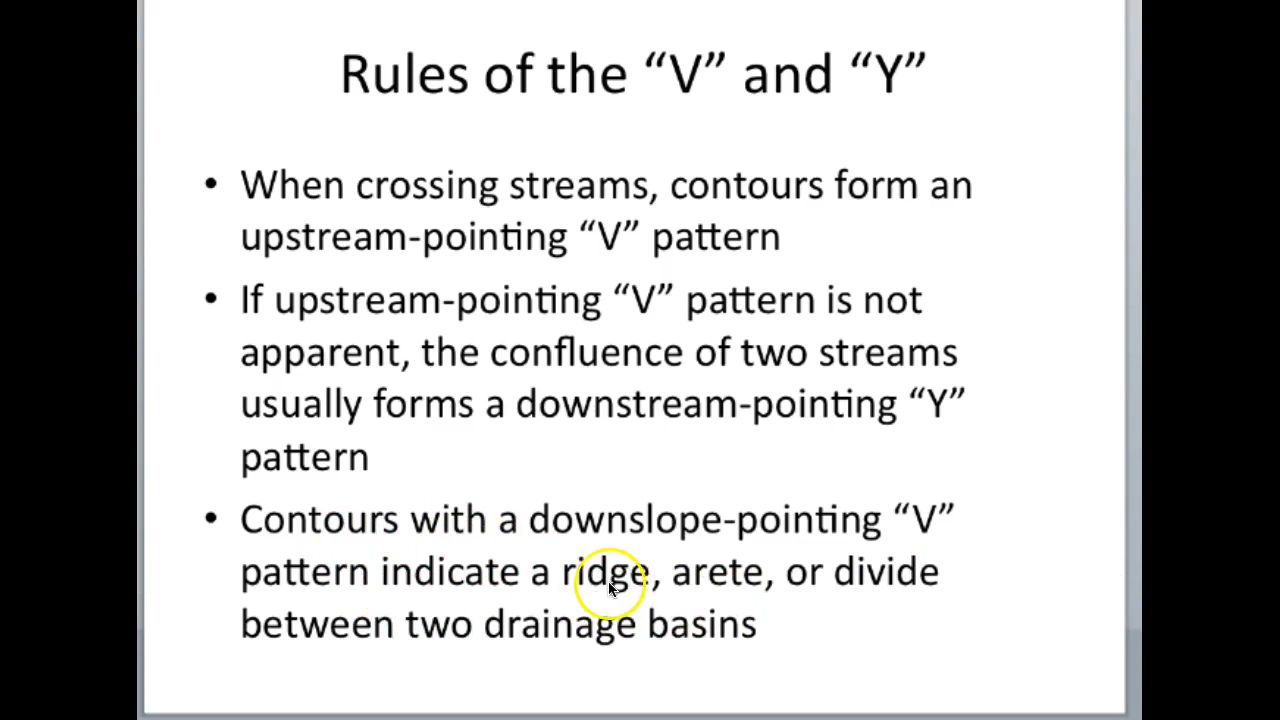 Rules of the “V” and “Y”
• When crossing streams, contours form an
upstream-pointing “V” pattern
• If upstream-pointing “V” pattern is not
apparent, the confluence of two streams
usually forms a downstream-pointing “Y”
pattern
• Contours with a downslope-pointing “V”
pattern indicate a ridge, arete, or divide
between two drainage basins